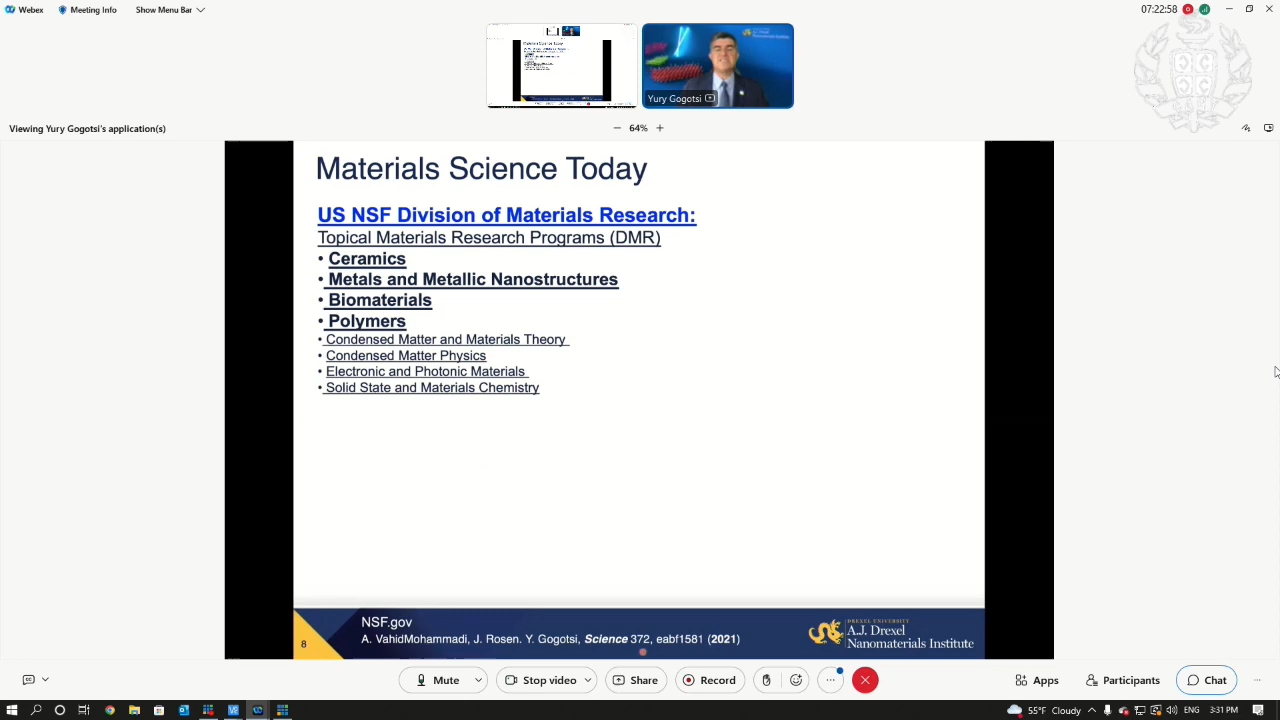 Webex
Meeting Info
Show Menu Bar
07:22:58
Yury Gogotsi
Viewing Yury Gogotsi's application(s)
64%
Materials Science Today
US NSF Division of Materials Research:
Topical Materials Research Programs (DMR)
• Ceramics
• Metals and Metallic Nanostructures
• Biomaterials
• Polymers
• Condensed Matter and Materials Theory
• Condensed Matter Physics
• Electronic and Photonic Materials
• Solid State and Materials Chemistry
8
NSF.gov
A. VahidMohammadi, J. Rosen. Y. Gogotsi, Science 372, eabf1581 (2021)
DREXEL UNIVERSITY
A.J. Drexel
Nanomaterials Institute
Mute
Stop video
Share
Record
Apps
Participants
Chat
55°F Cloudy
ENG
3:31 PM